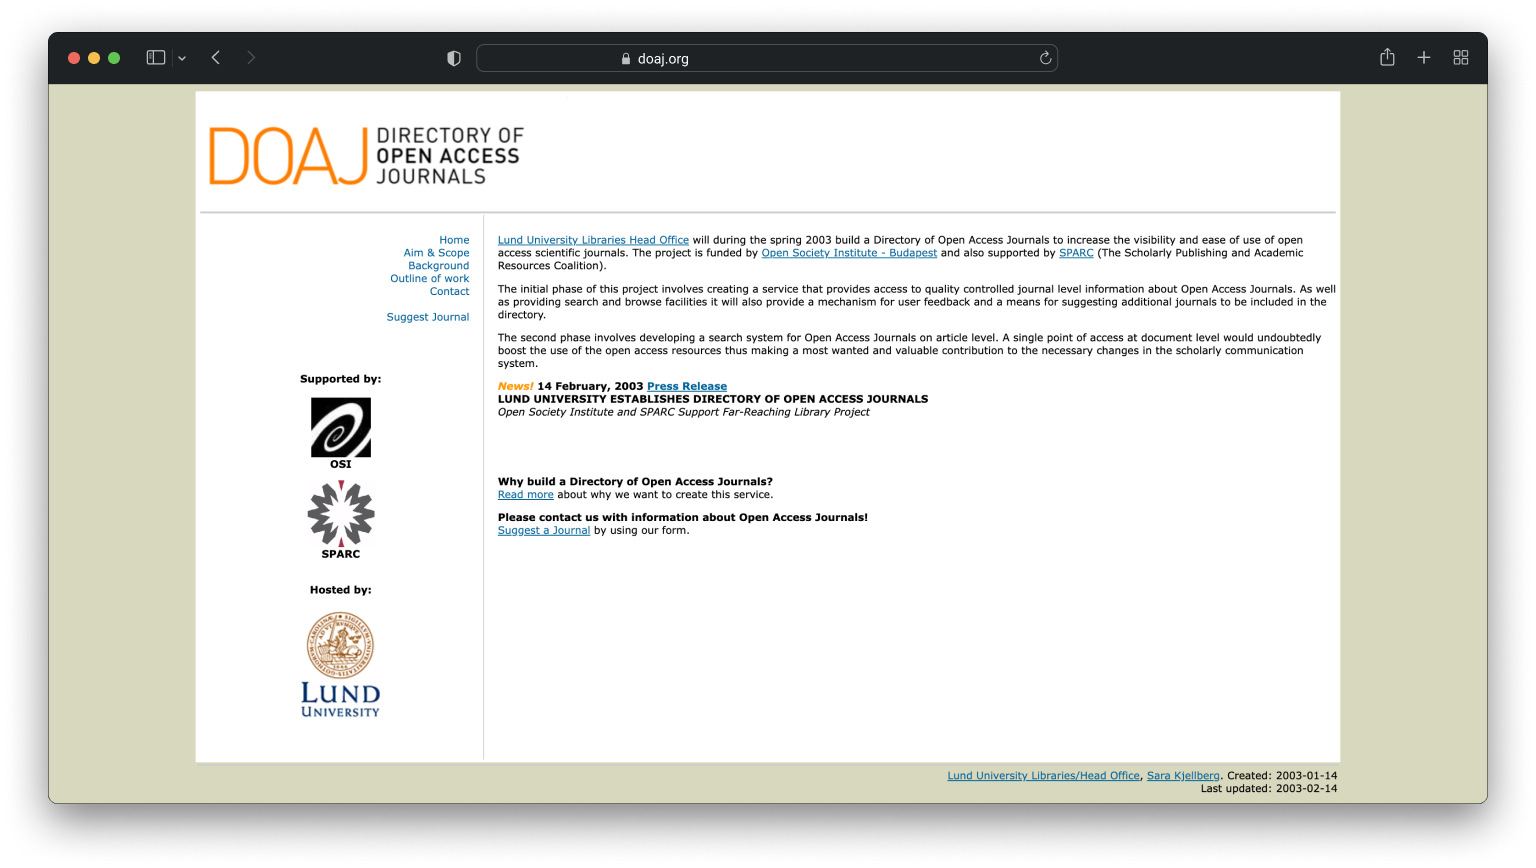 doaj.org
DOAJ
DIRECTORY OF
OPEN ACCESS
JOURNALS
Home
Aim & Scope
Background
Outline of work
Contact
Suggest Journal
Supported by:
OSI
SPARC
Hosted by:
LUND
UNIVERSITY
Lund University Libraries Head Office will during the spring 2003 build a Directory of Open Access Journals to increase the visibility and ease of use of open
access scientific journals. The project is funded by Open Society Institute - Budapest and also supported by SPARC (The Scholarly Publishing and Academic
Resources Coalition).
The initial phase of this project involves creating a service that provides access to quality controlled journal level information about Open Access Journals. As well
as providing search and browse facilities it will also provide a mechanism for user feedback and a means for suggesting additional journals to be included in the
directory.
The second phase involves developing a search system for Open Access Journals on article level. A single point of access at document level would undoubtedly
boost the use of the open access resources thus making a most wanted and valuable contribution to the necessary changes in the scholarly communication
system.
News! 14 February, 2003 Press Release
LUND UNIVERSITY ESTABLISHES DIRECTORY OF OPEN ACCESS JOURNALS
Open Society Institute and SPARC Support Far-Reaching Library Project
Why build a Directory of Open Access Journals?
Read more about why we want to create this service.
Please contact us with information about Open Access Journals!
Suggest a Journal by using our form.
Lund University Libraries/Head Office, Sara Kjellberg. Created: 2003-01-14
Last updated: 2003-02-14